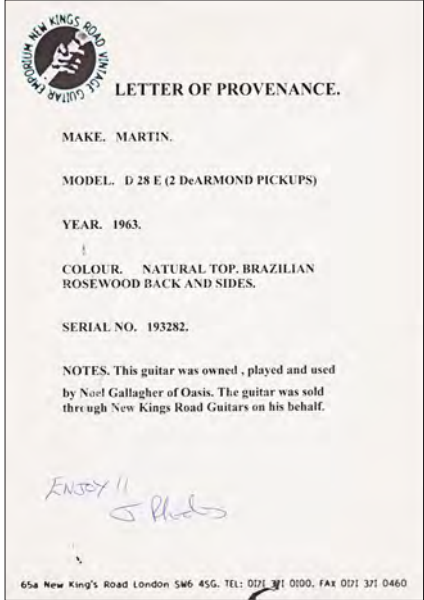 NEW KINGS ROAD VINTAGE GUITAR EMPORIUM
LETTER OF PROVENANCE.
MAKE. MARTIN.
MODEL. D 28 E (2 DeARMOND PICKUPS)
YEAR. 1963.
COLOUR. NATURAL TOP. BRAZILIAN
ROSEWOOD BACK AND SIDES.
SERIAL NO. 193282.
NOTES. This guitar was owned , played and used
by Noel Gallagher of Oasis. The guitar was sold
through New Kings Road Guitars on his behalf.
ENJOY !!
65a New King's Road London SW6 4SG. TEL: 0171 371 0100. FAX 0171 371 0460